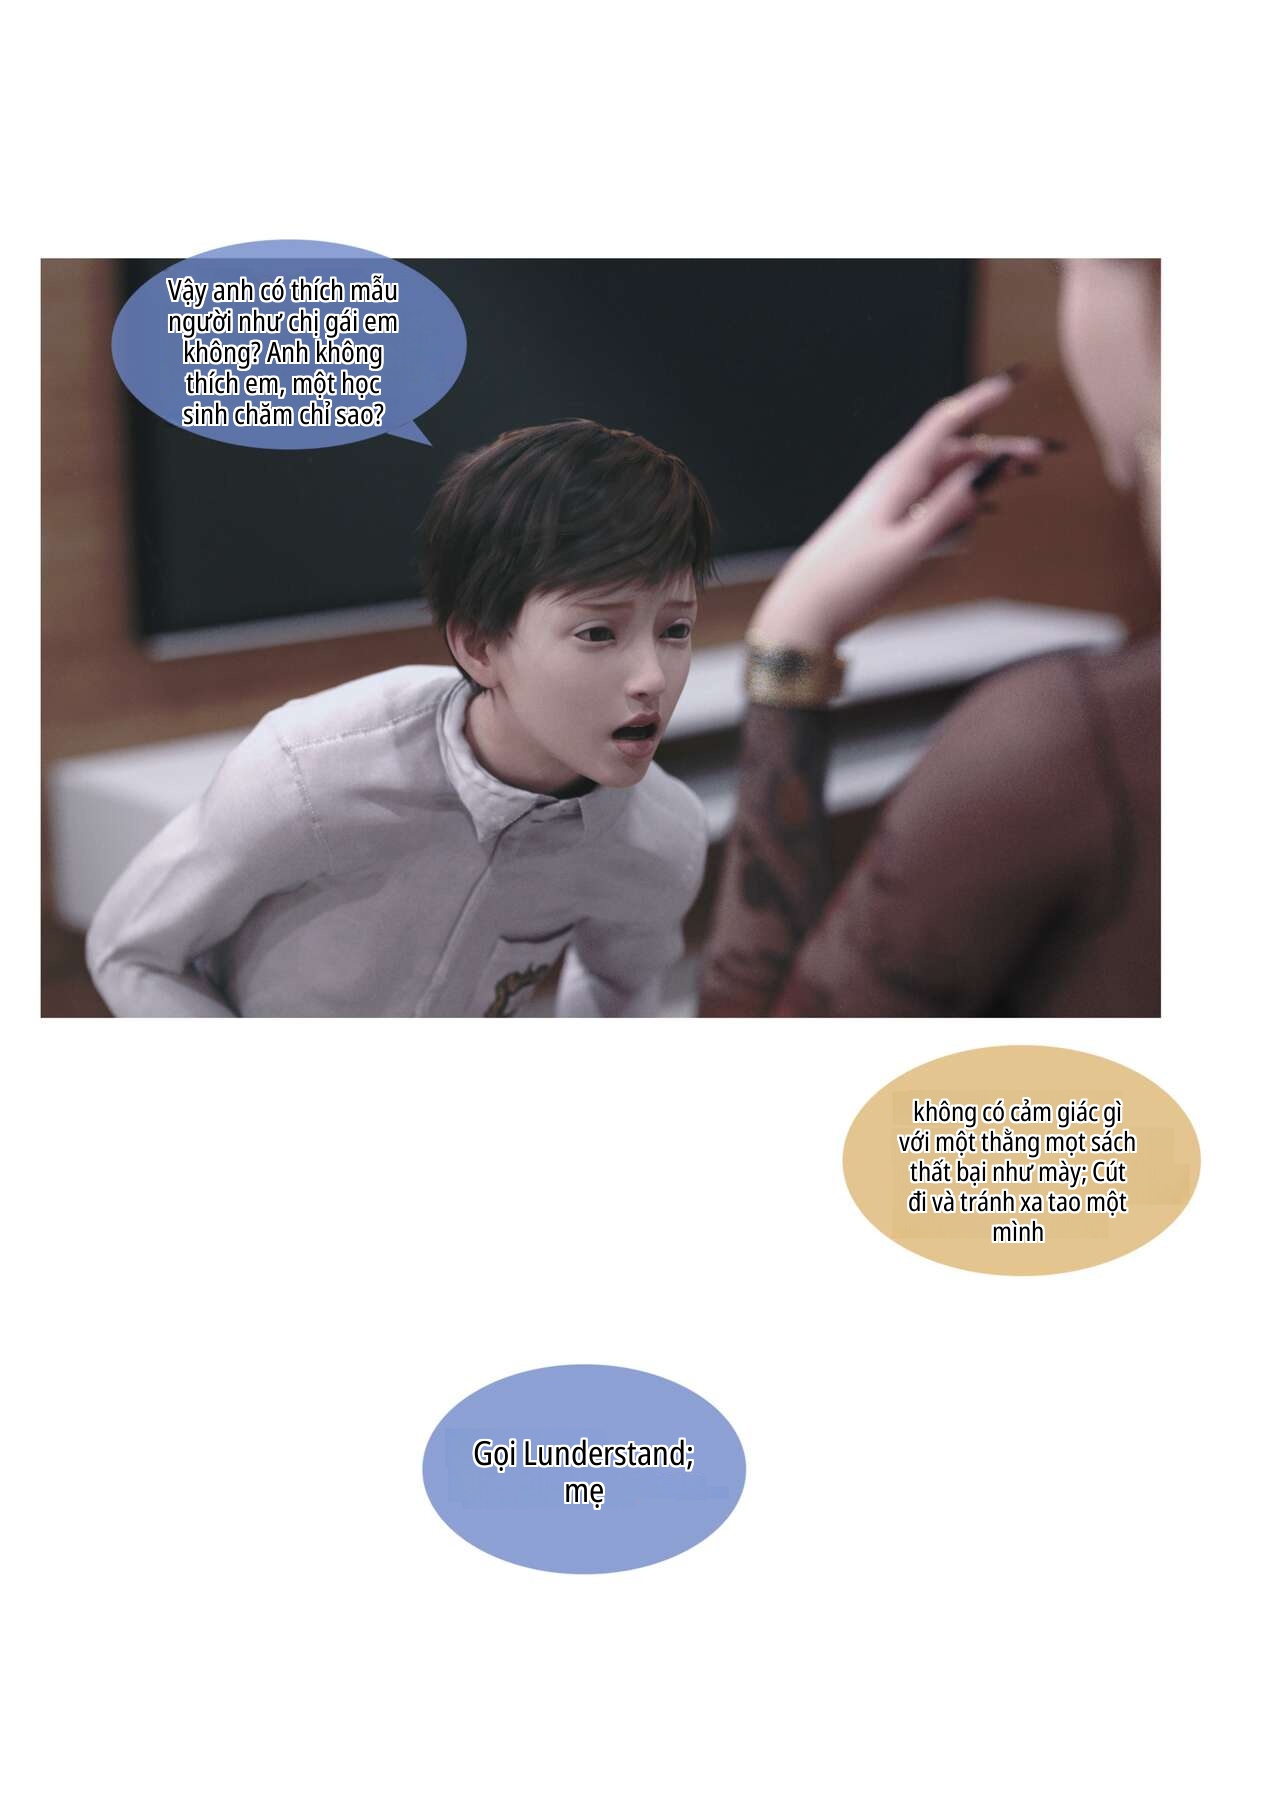 Vậy anh có thích mẫu
người như chị gái em
không? Anh không
thích em, một học
sinh chăm chỉ sao?
không có cảm giác gì
với một thằng mọt sách
thất bại như mày; Cút
đi và tránh xa tao một
mình
Gọi Lunderstand;
mẹ